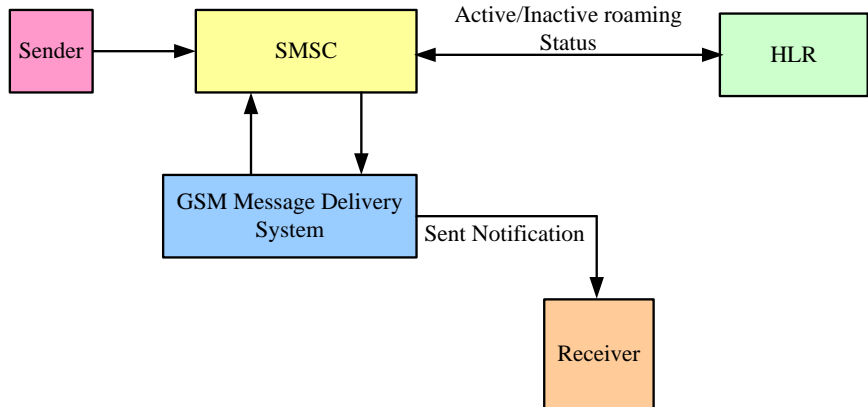 Active/Inactive roaming
Status
Sender
SMSC
HLR
GSM Message Delivery
System
Sent Notification
Receiver